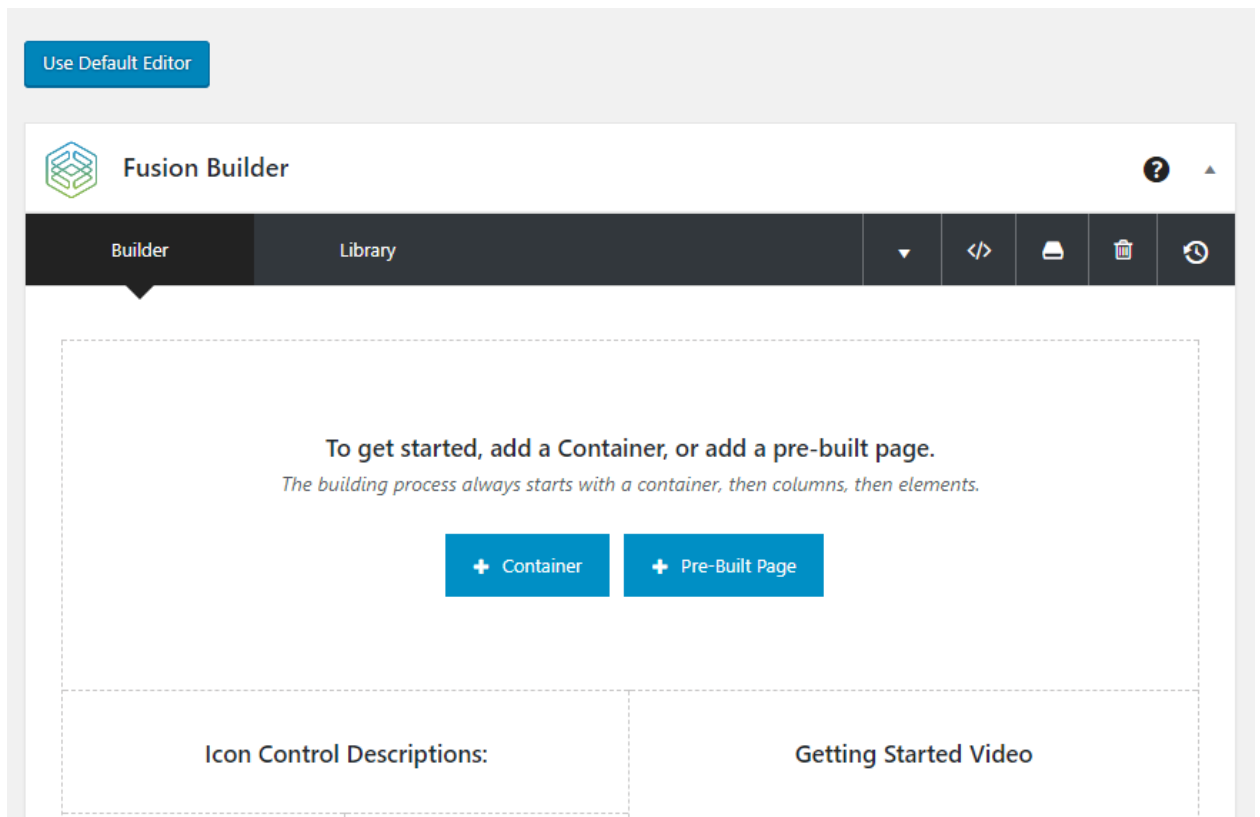 Use Default Editor
Fusion Builder
Builder
Library
To get started, add a Container, or add a pre-built page.
The building process always starts with a container, then columns, then elements.
Container
Pre-Built Page
Icon Control Descriptions:
Getting Started Video